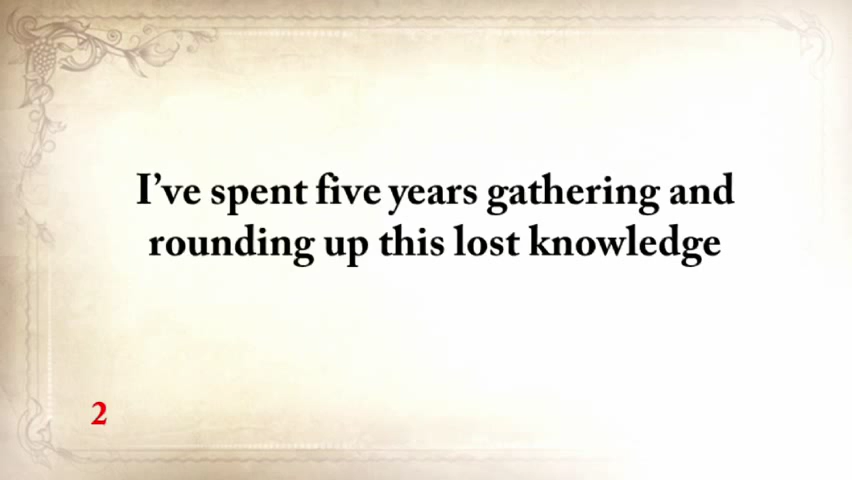 I’ve spent five years gathering and
rounding up this lost knowledge
2